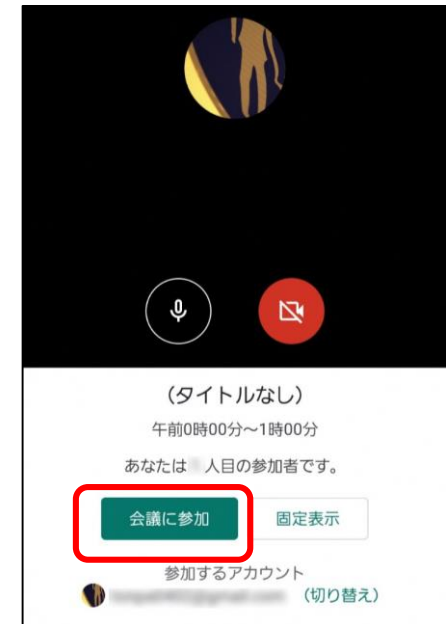 (タイトルなし)
午前0時00分～1時00分
あなたは 人目の参加者です。
会議に参加
固定表示
参加するアカウント
(切り替え)